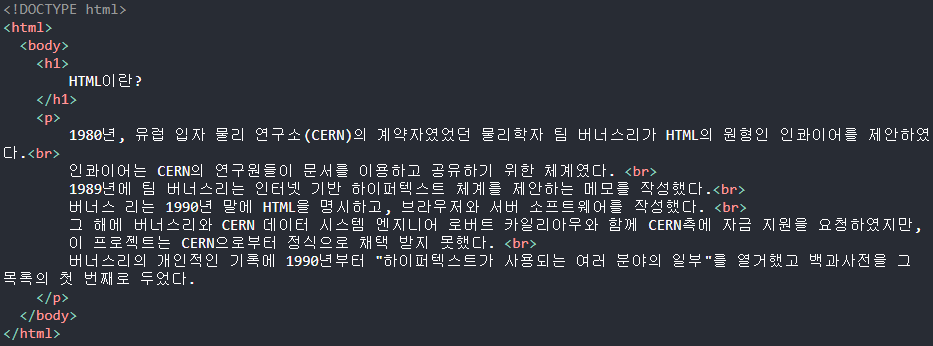 <!DOCTYPE html>
<html>
<body>
<h1>
HTML이란?
</h1>
<p>
1980년, 유럽 입자 물리 연구소(CERN)의 계약자였었던 물리학자 팀 버너스리가 HTML의 원형인 인콰이어를 제안하였
다.<br>
인콰이어는 CERN의 연구원들이 문서를 이용하고 공유하기 위한 체계였다. <br>
1989년에 팀 버너스리는 인터넷 기반 하이퍼텍스트 체계를 제안하는 메모를 작성했다.<br>
버너스 리는 1990년 말에 HTML을 명시하고, 브라우저와 서버 소프트웨어를 작성했다. <br>
그 해에 버너스리와 CERN 데이터 시스템 엔지니어 로버트 카일리아우와 함께 CERN측에 자금 지원을 요청하였지만,
이 프로젝트는 CERN으로부터 정식으로 채택 받지 못했다. <br>
버너스리의 개인적인 기록에 1990년부터 "하이퍼텍스트가 사용되는 여러 분야의 일부"를 열거했고 백과사전을 그
목록의 첫 번째로 두었다.
</p>
</body>
</html>